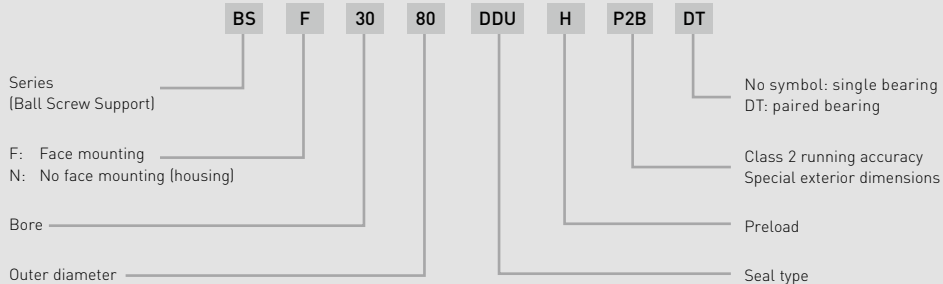 BS F 30 80 DDU H P2B DT
Series
(Ball Screw Support)
F: Face mounting
N: No face mounting (housing)
Bore
Outer diameter
No symbol: single bearing
DT: paired bearing
Class 2 running accuracy
Special exterior dimensions
Preload
Seal type